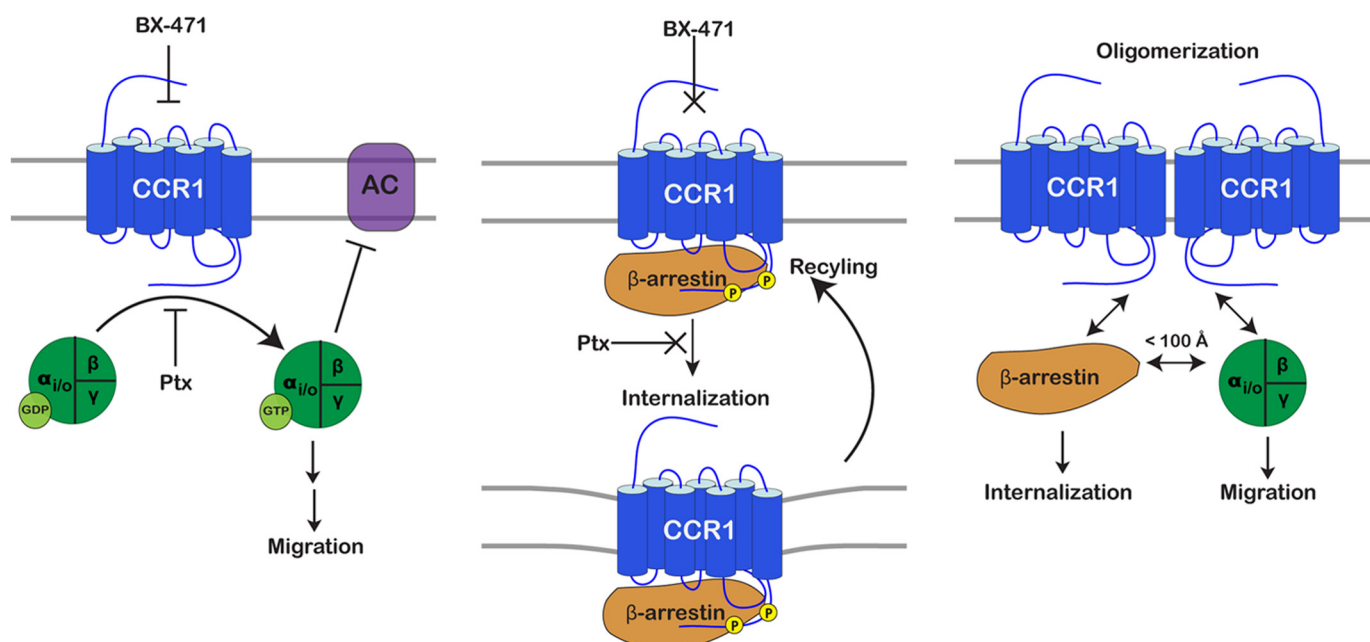 BX-471
CCR1
AC
αi/o
β
γ
GDP
Ptx
αi/o
β
γ
GTP
Migration
BX-471
CCR1
β-arrestin
P
P
Recyling
Ptx
Internalization
CCR1
β-arrestin
P
P
Oligomerization
CCR1
CCR1
< 100 Å
β-arrestin
αi/o
β
γ
Internalization
Migration